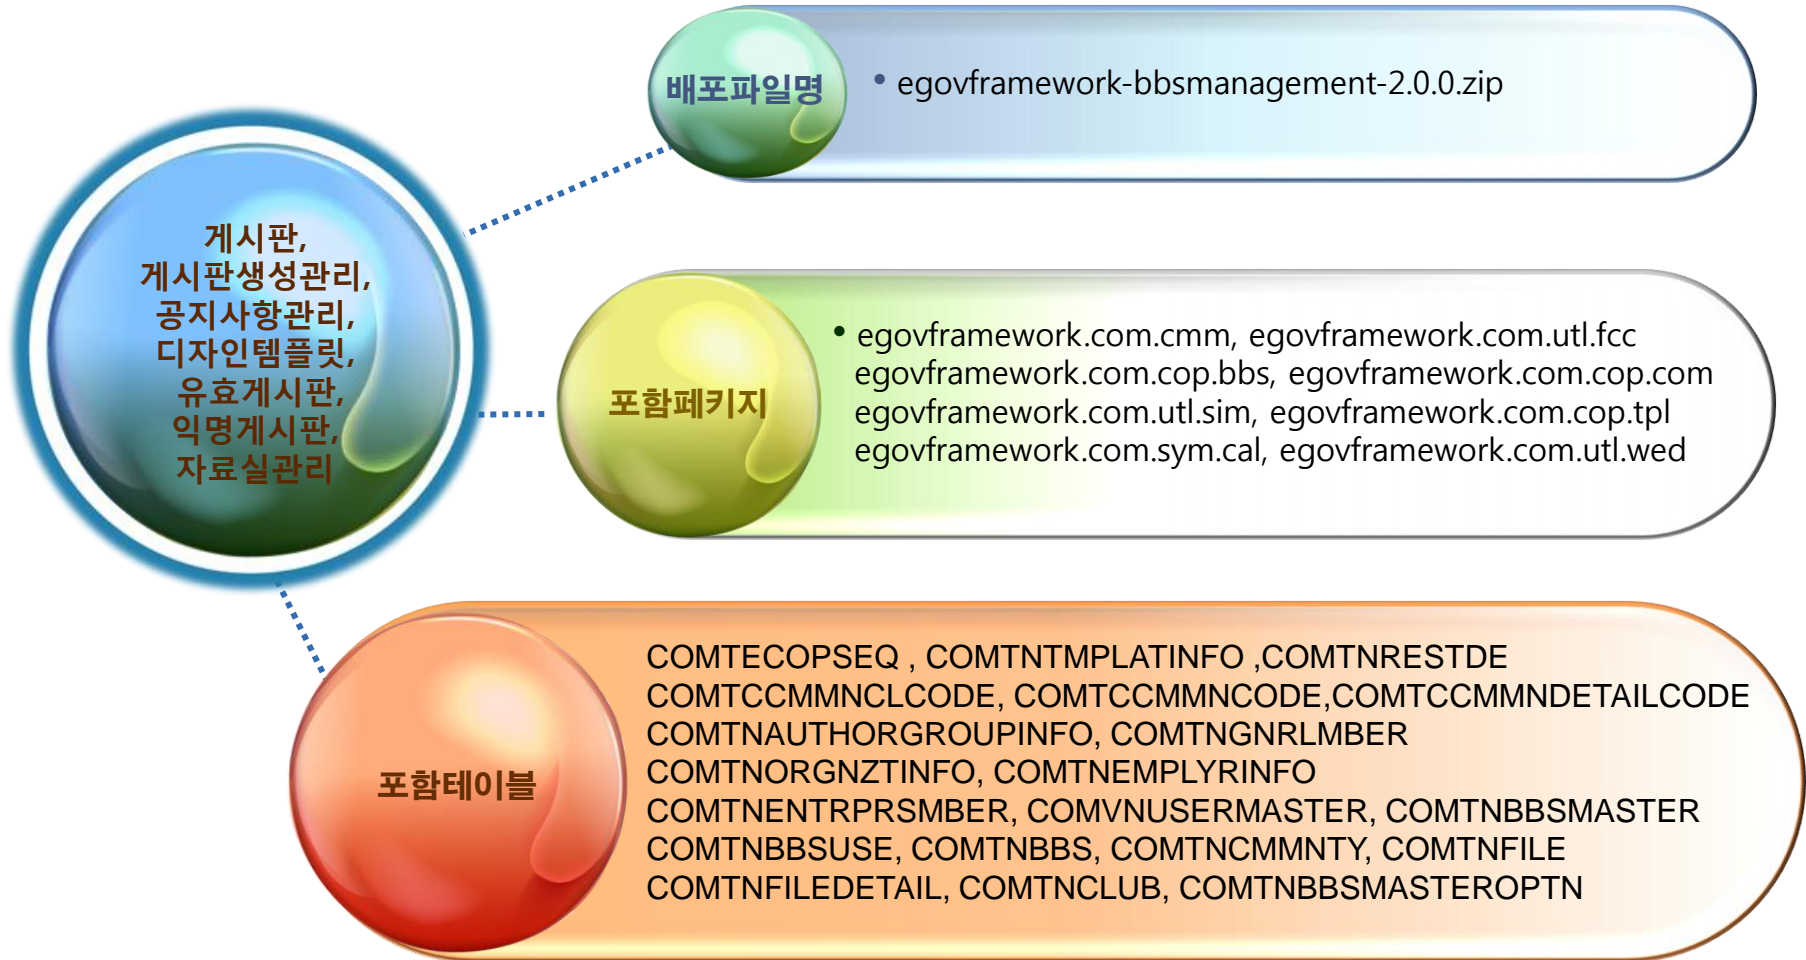 배포파일명
• egovframework-bbsmanagement-2.0.0.zip
게시판,
게시판생성관리,
공지사항관리,
디자인템플릿,
유효게시판,
익명게시판,
자료실관리
포함페키지
• egovframework.com.cmm, egovframework.com.utl.fcc
egovframework.com.cop.bbs, egovframework.com.cop.com
egovframework.com.utl.sim, egovframework.com.cop.tpl
egovframework.com.sym.cal, egovframework.com.utl.wed
포함테이블
COMTECOPSEQ , COMTNTMPLATINFO ,COMTNRESTDE
COMTCCMMNCLCODE, COMTCCMMNCODE,COMTCCMMNDETAILCODE
COMTNAUTHORGROUPINFO, COMTNGNRLMBER
COMTNORGNZTINFO, COMTNEMPLYRINFO
COMTNENTRPRSMBER, COMVNUSERMASTER, COMTNBBSMASTER
COMTNBBSUSE, COMTNBBS, COMTNCMMNTY, COMTNFILE
COMTNFILEDETAIL, COMTNCLUB, COMTNBBSMASTEROPTN